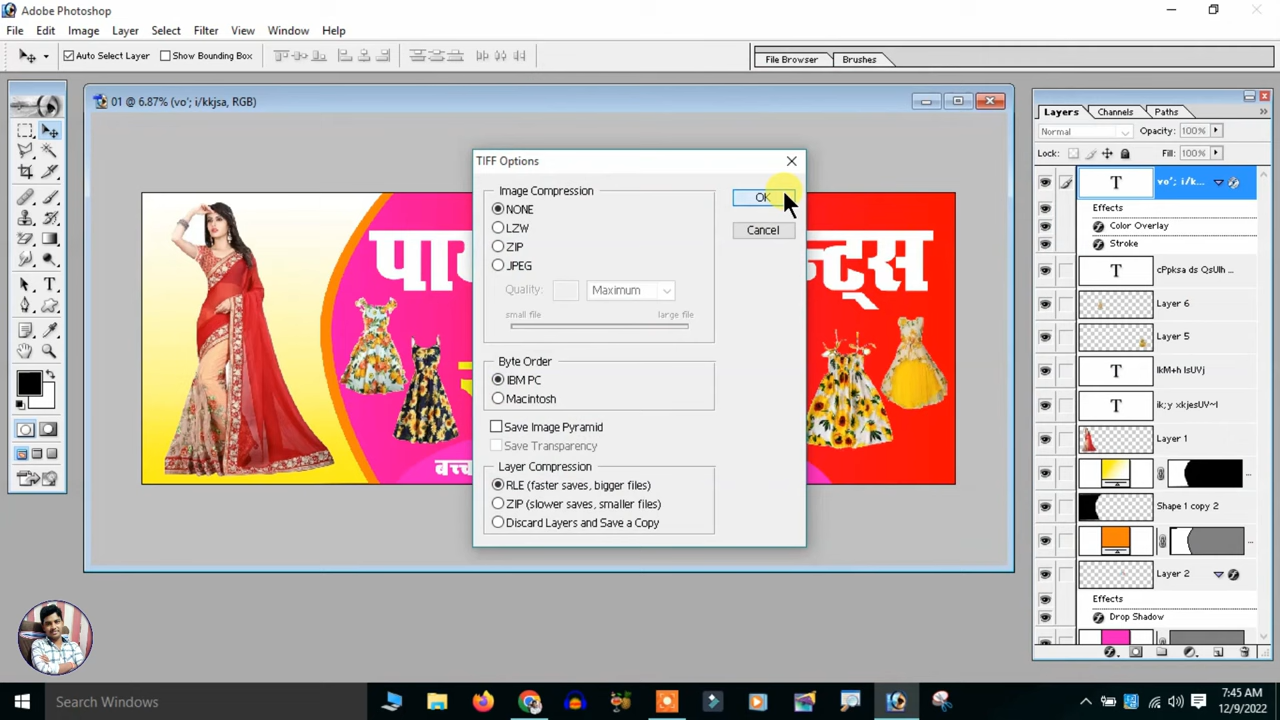 Adobe Photoshop
File Edit Image Layer Select Filter View Window Help
Auto Select Layer Show Bounding Box
File Browser Brushes
01 @ 6.87% (vo'; i/kkjsa, RGB)
TIFF Options
Image Compression
NONE
LZW
ZIP
JPEG
Quality: Maximum
small file large file
Byte Order
IBM PC
Macintosh
Save Image Pyramid
Save Transparency
Layer Compression
RLE (faster saves, bigger files)
ZIP (slower saves, smaller files)
Discard Layers and Save a Copy
OK
Cancel
Layers Channels Paths
Normal Opacity: 100%
Lock: Fill: 100%
T vo'; i/k...
Effects
Color Overlay
Stroke
T cPpksa ds QsUlh ...
Layer 6
Layer 5
T lkM+h lsUVj
T ik;y xkjesUV~l
Layer 1
...
Shape 1 copy 2
...
Layer 2
Effects
Drop Shadow
Search Windows
7:45 AM
12/9/2022